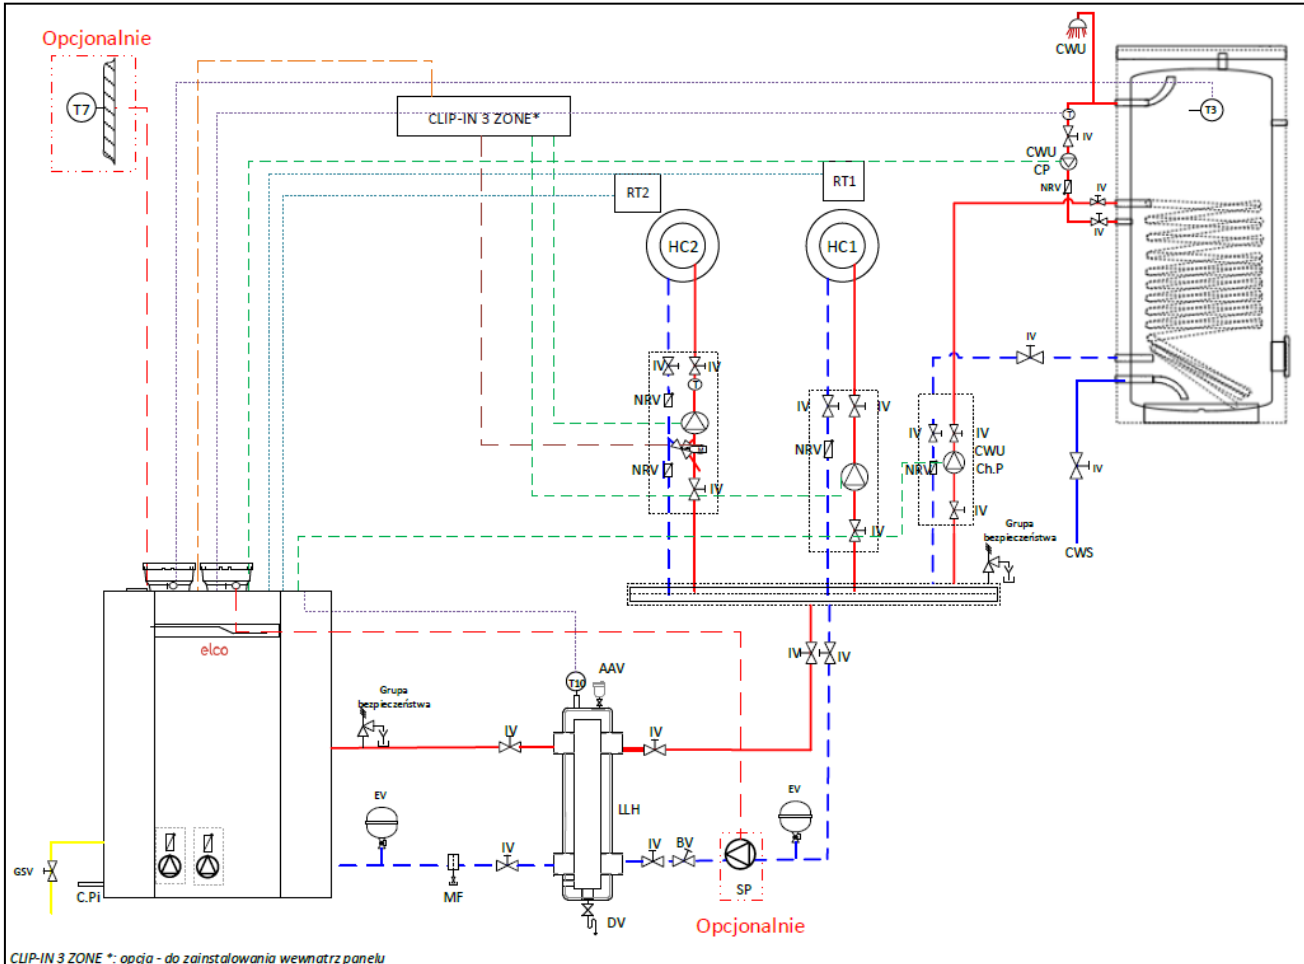 Opcjonalnie
T7
CLIP-IN 3 ZONE*
CWU
T3
T
IV
CWU
CP
NRV
IV
IV
RT2
RT1
HC2
HC1
IV
IV
IV
T
NRV
NRV
M
IV
IV
IV
NRV
IV
IV
IV
CWU
NRV
Ch.P
IV
IV
CWS
Grupa
bezpieczeństwa
elco
IV
IV
T10
AAV
Grupa
bezpieczeństwa
IV
IV
EV
LLH
EV
IV
IV
BV
GSV
C.Pi
MF
SP
DV
Opcjonalnie
CLIP-IN 3 ZONE *: opcja - do zainstalowania wewnątrz panelu